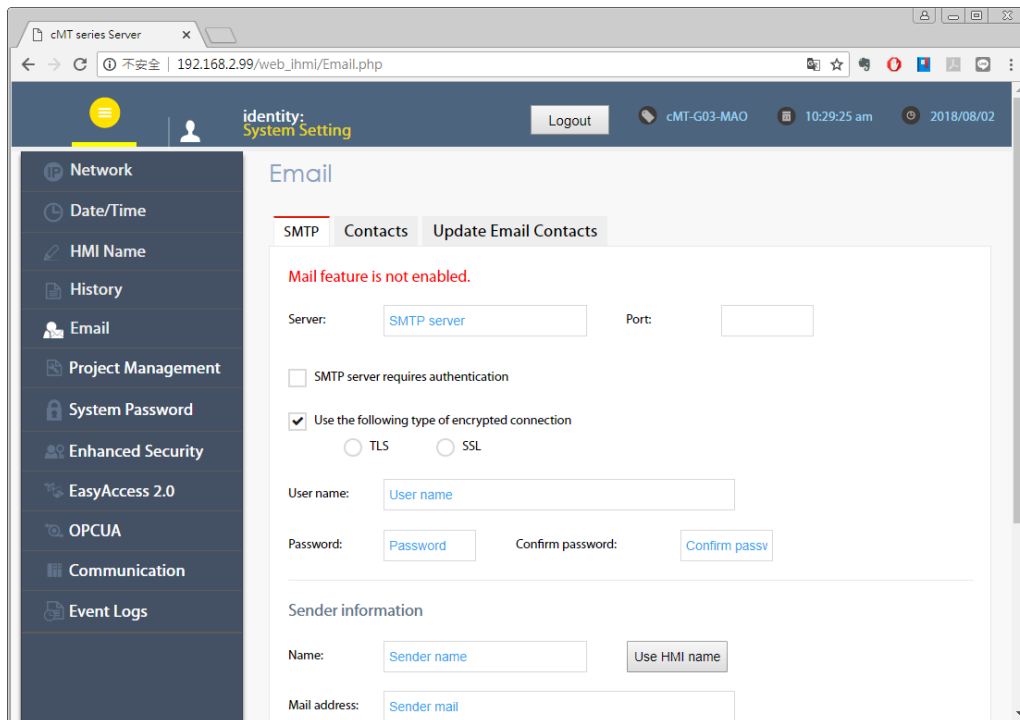 cMT series Server
不安全 | 192.168.2.99/web_ihmi/Email.php
identity:
System Setting
Logout
cMT-G03-MAO
10:29:25 am
2018/08/02
Network
Date/Time
HMI Name
History
Email
Project Management
System Password
Enhanced Security
EasyAccess 2.0
OPCUA
Communication
Event Logs
Email
SMTP Contacts Update Email Contacts
Mail feature is not enabled.
Server: SMTP server Port:
SMTP server requires authentication
Use the following type of encrypted connection
TLS SSL
User name: User name
Password: Password Confirm password: Confirm passv
Sender information
Name: Sender name Use HMI name
Mail address: Sender mail